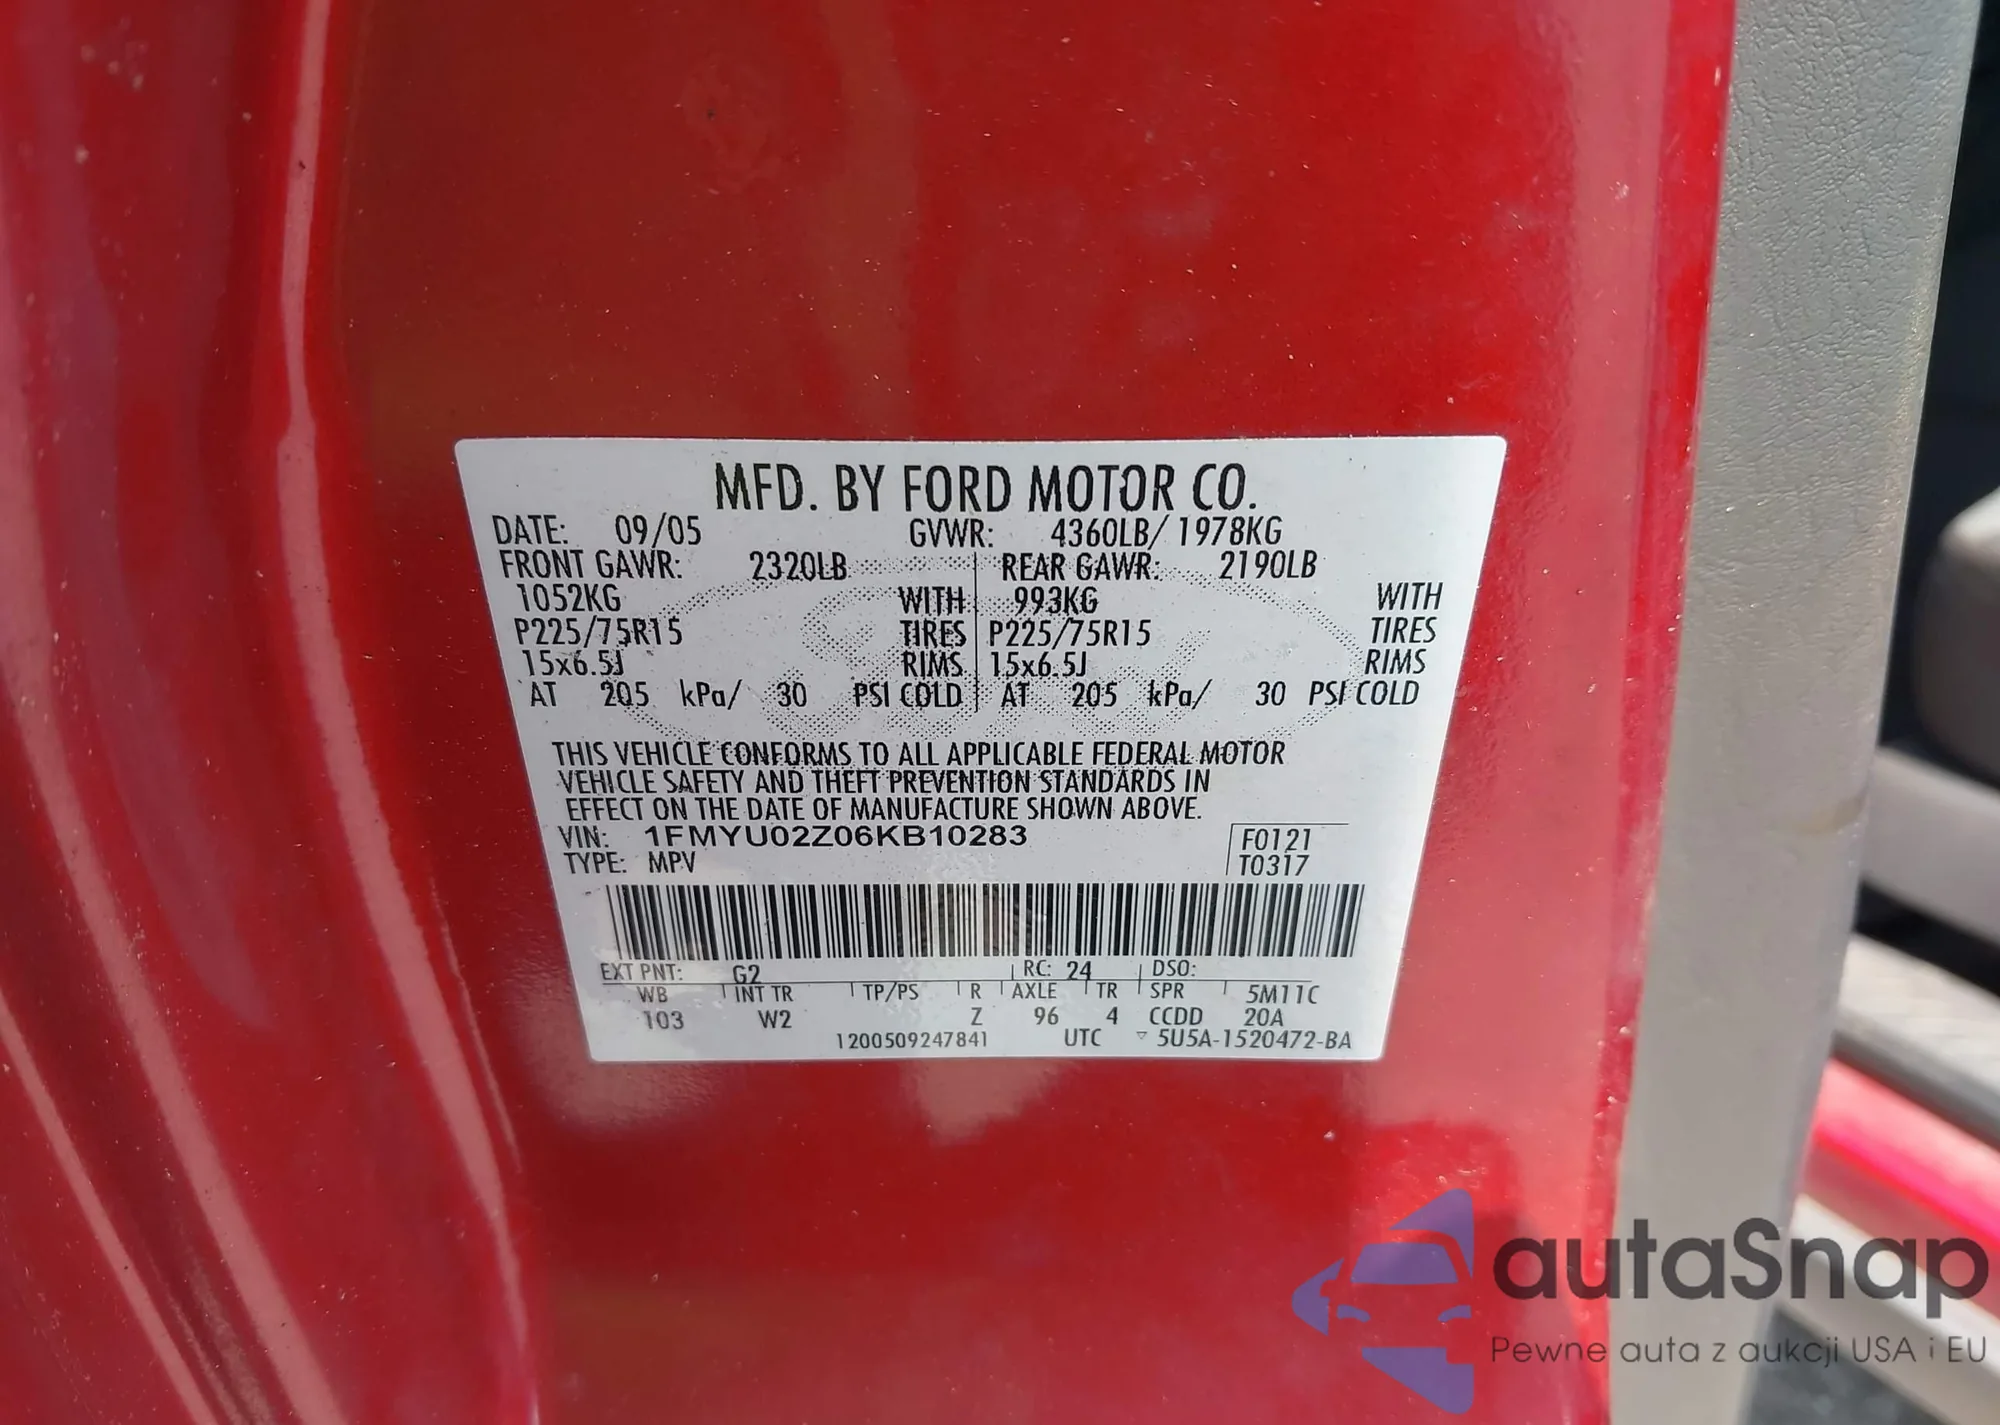 MFD. BY FORD MOTOR CO.
DATE: 09/05 GVWR: 4360LB/ 1978KG
FRONT GAWR: 2320LB REAR GAWR: 2190LB
1052KG WITH 993KG WITH
P225/75R15 TIRES P225/75R15 TIRES
15x6.5J RIMS 15x6.5J RIMS
AT 205 kPa/ 30 PSI COLD AT 205 kPa/ 30 PSI COLD
THIS VEHICLE CONFORMS TO ALL APPLICABLE FEDERAL MOTOR
VEHICLE SAFETY AND THEFT PREVENTION STANDARDS IN
EFFECT ON THE DATE OF MANUFACTURE SHOWN ABOVE.
VIN: 1FMYU02Z06KB10283 F0121
TYPE: MPV T0317
EXT PNT: G2 RC: 24 DSO:
WB INT TR TP/PS R AXLE TR SPR 5M11C
103 W2 Z 96 4 CCDD 20A
1200509247841 UTC ▽ 5U5A-1520472-BA
autaSnap
Pewne auta z aukcji USA i EU